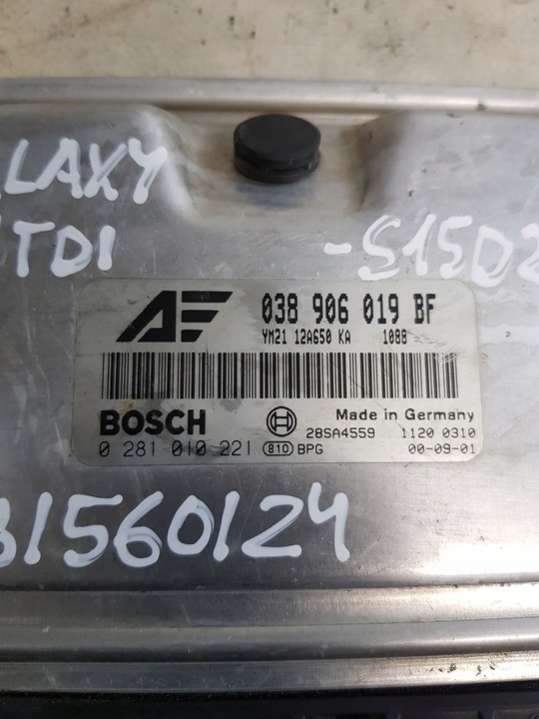 LAXY
TDI
-S15D2
AF
038 906 019 BF
YM21 12A650 KA 1088
BOSCH
Made in Germany
28SA4559 1120 0310
0 281 010 221 810 BPG 00-09-01
31560124